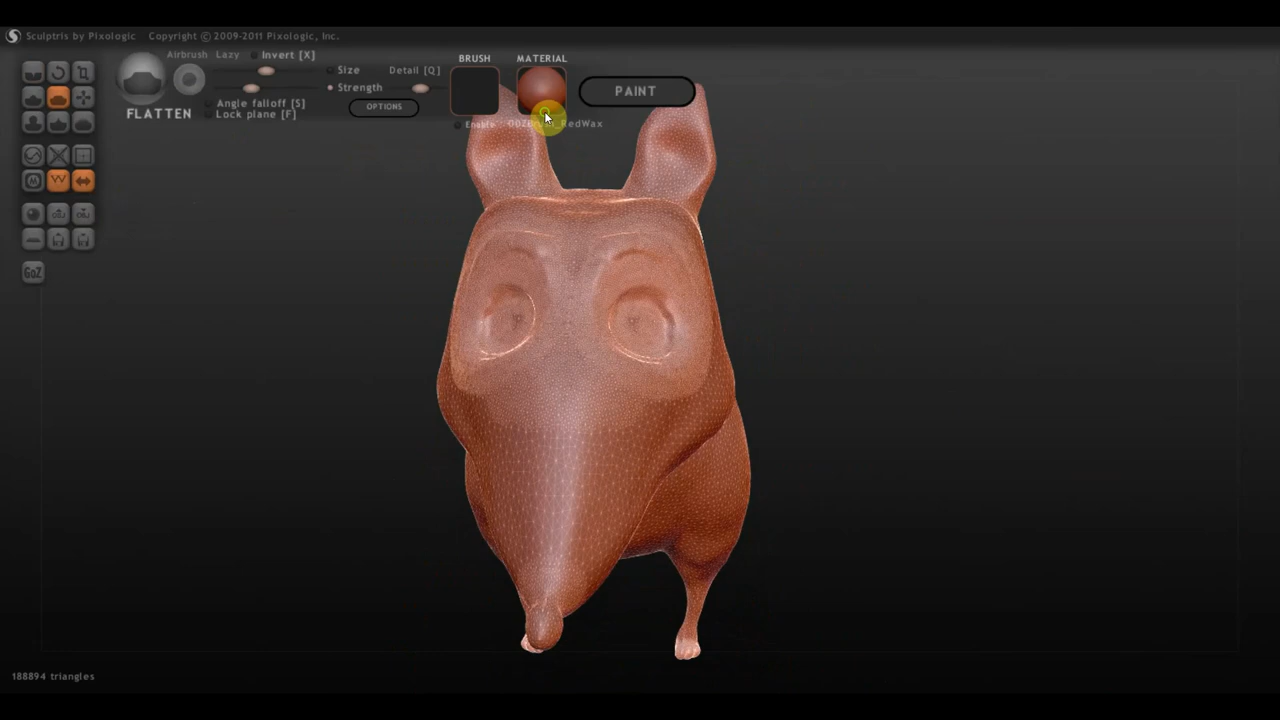 Sculptris by Pixologic Copyright © 2009-2011 Pixologic, Inc.
Airbrush Lazy Invert [X]
BRUSH MATERIAL
Size Detail [Q]
Strength
PAINT
Angle falloff [S]
OPTIONS
FLATTEN
Lock plane [F]
Enable
GoZ
188894 triangles